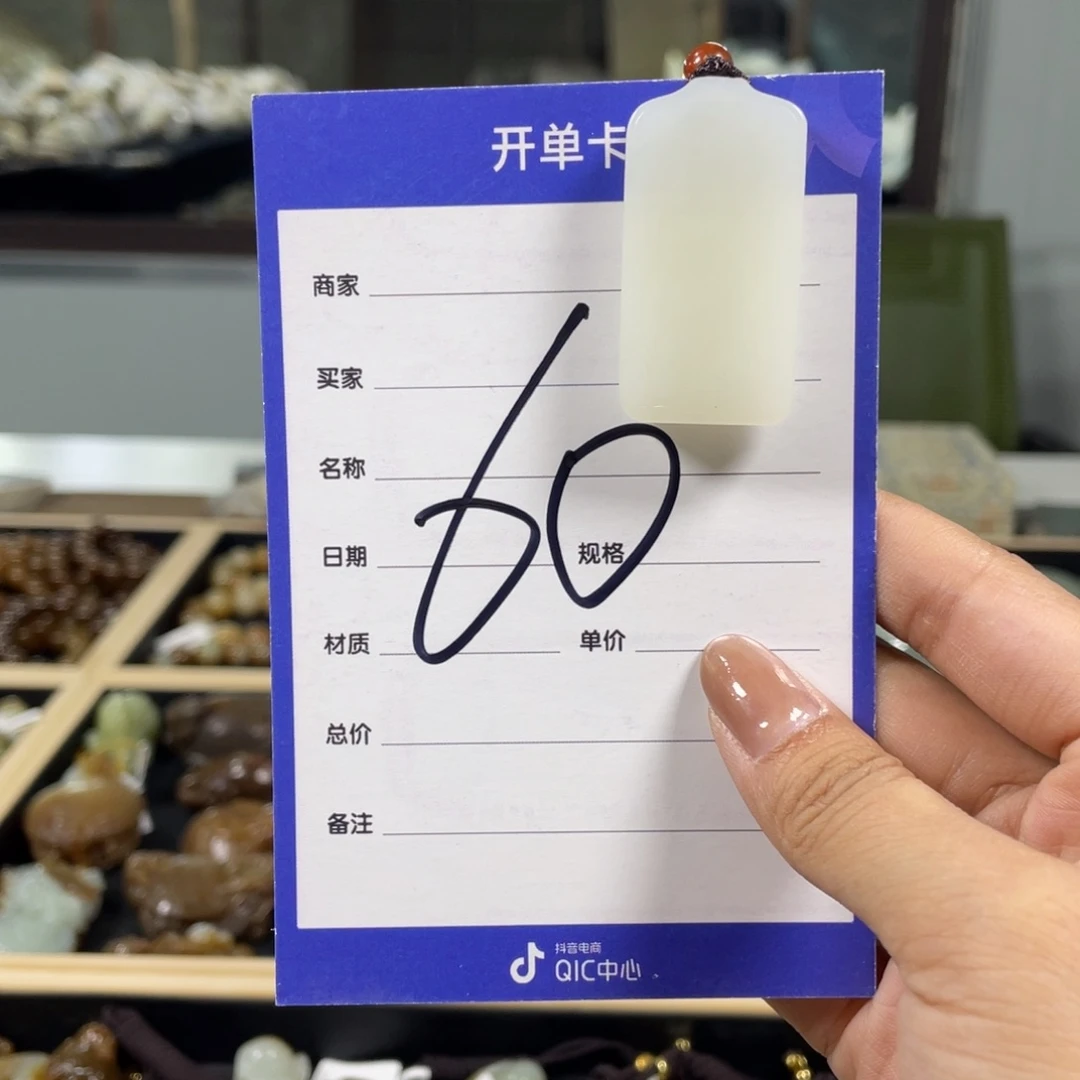 开单卡
商家
买家
名称
60
日期 规格
材质 单价
总价
备注
抖音电商
QIC中心